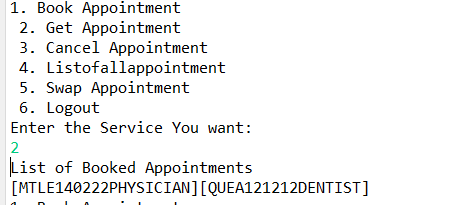 1. Book Appointment
2. Get Appointment
3. Cancel Appointment
4. Listofallappointment
5. Swap Appointment
6. Logout
Enter the Service You want:
2
List of Booked Appointments
[MTLE140222PHYSICIAN][QUEA121212DENTIST]